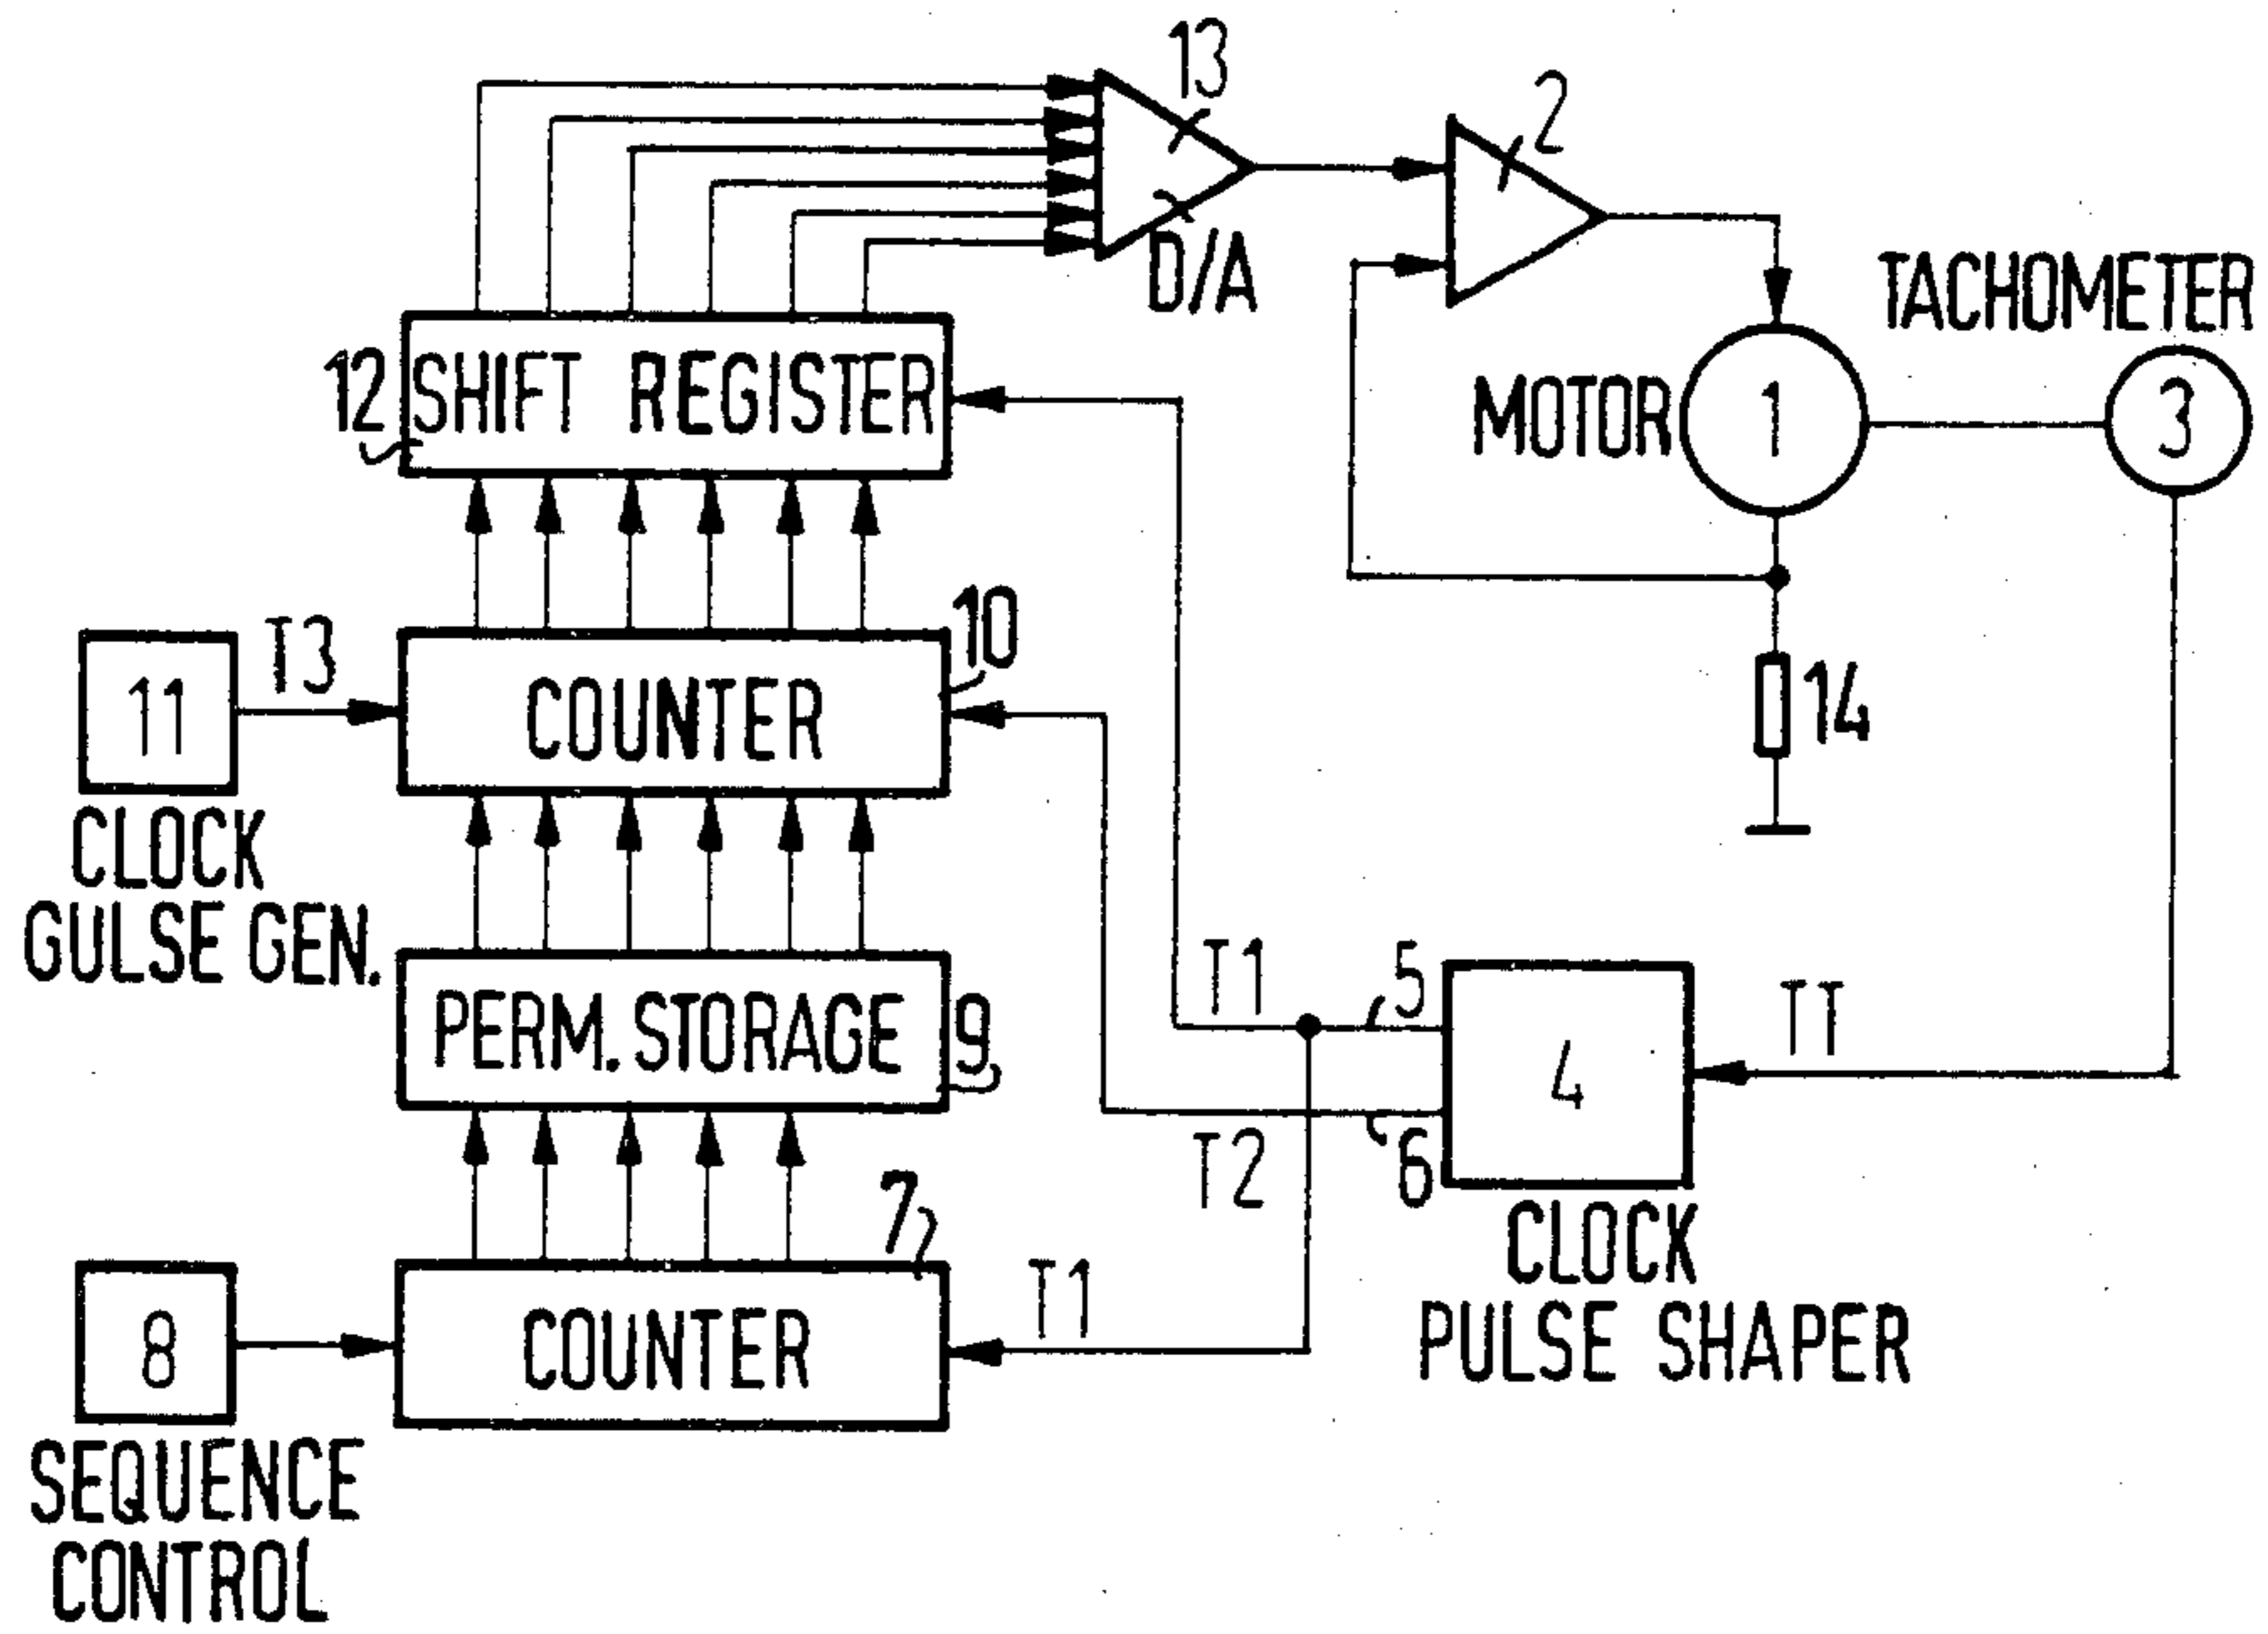 13
2
D/A
TACHOMETER
12
SHIFT REGISTER
MOTOR
1
3
T3
10
11
COUNTER
14
CLOCK
GULSE GEN.
T1
5
TT
PERM. STORAGE
9
4
T2
6
7
CLOCK
PULSE SHAPER
T1
8
COUNTER
SEQUENCE
CONTROL